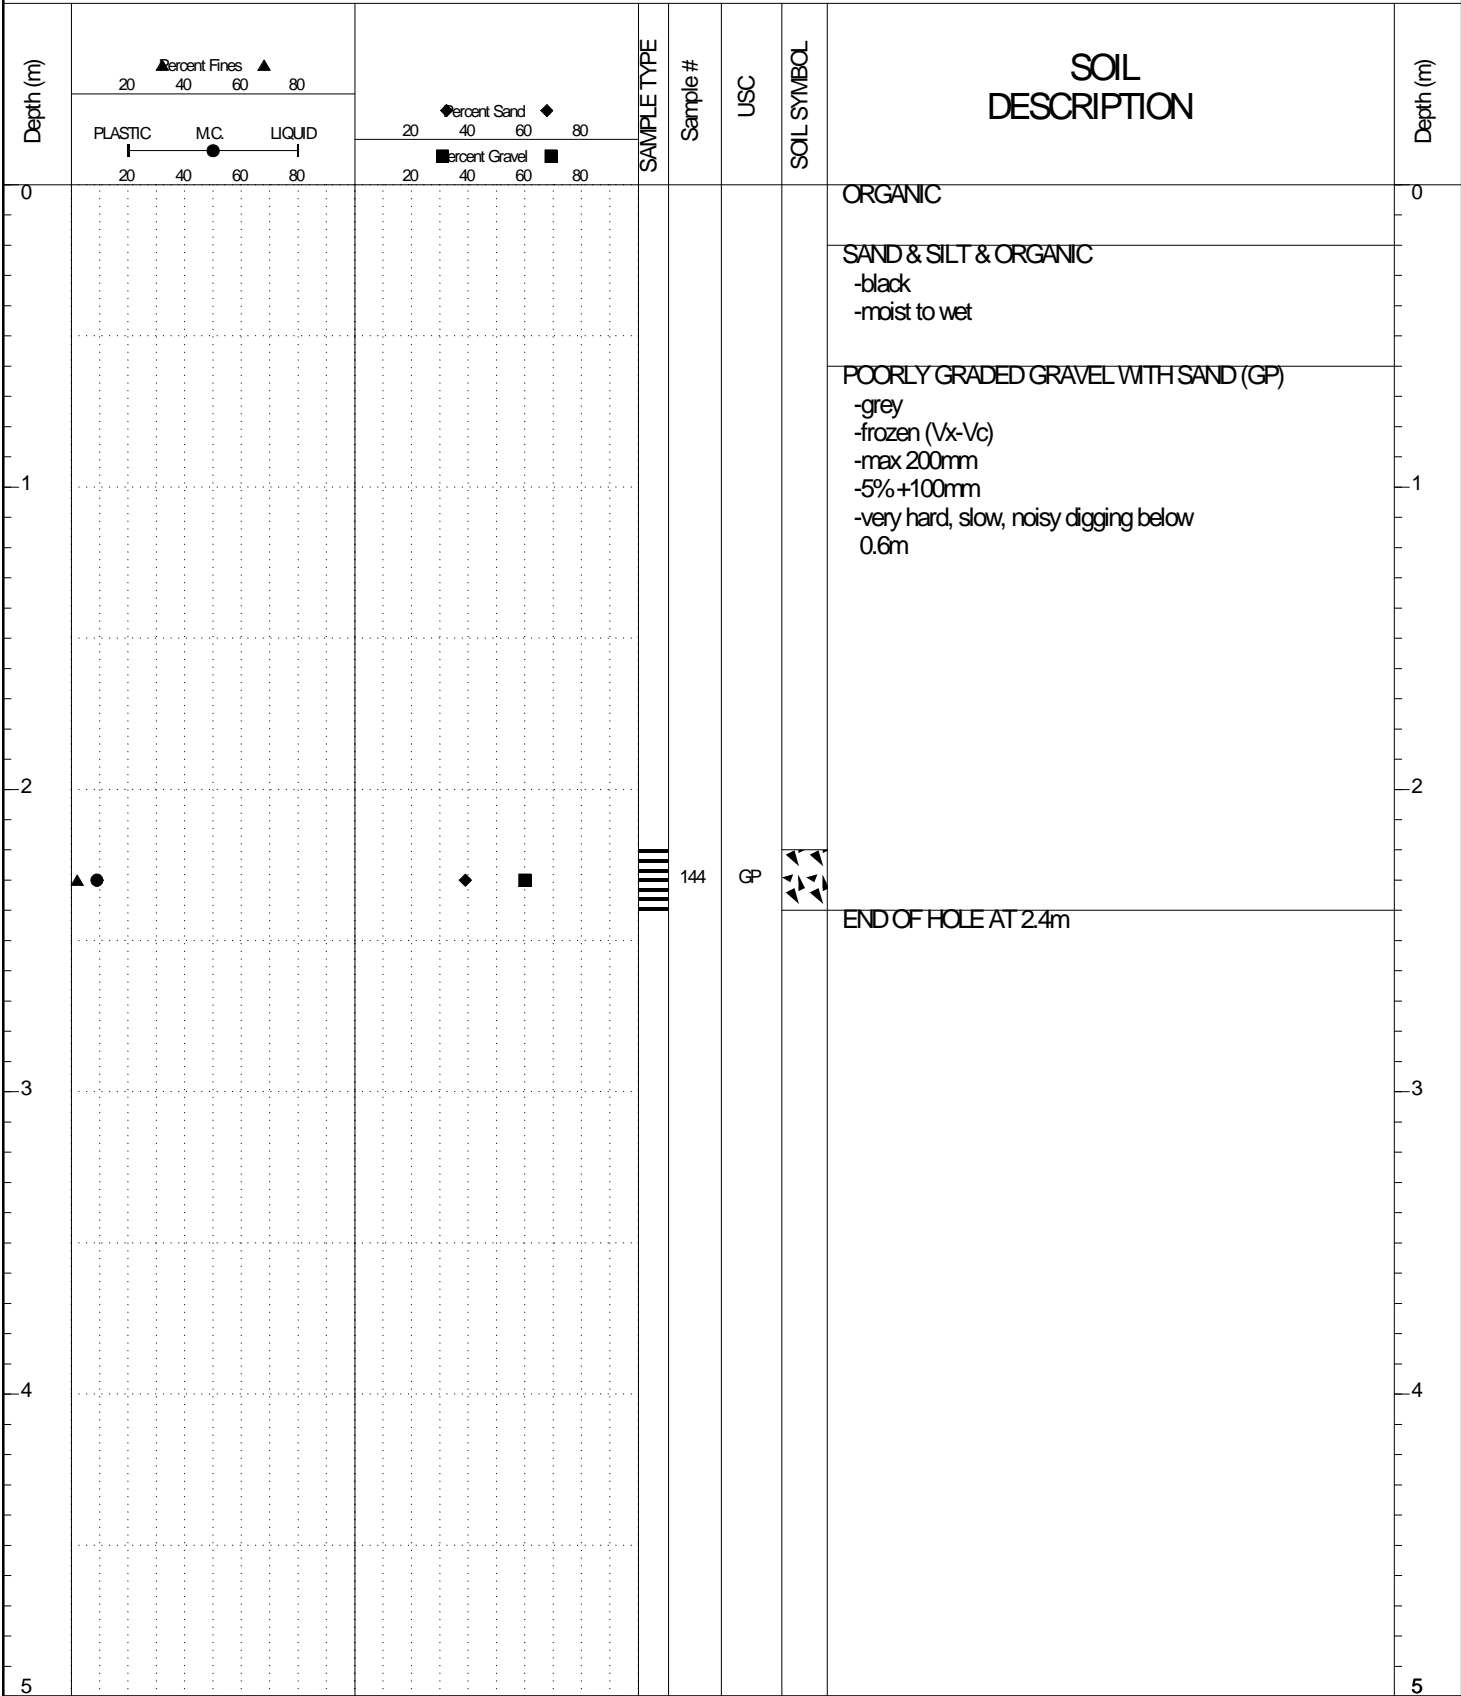 Depth (m)
Percent Fines
20 40 60 80
PLASTIC M.C. LIQUID
20 40 60 80
Percent Sand
20 40 60 80
Percent Gravel
20 40 60 80
SAMPLE TYPE
Sample #
USC
SOIL SYMBOL
SOIL
DESCRIPTION
Depth (m)
0 0
ORGANIC
SAND & SILT & ORGANIC
-black
-moist to wet
POORLY GRADED GRAVEL WITH SAND (GP)
-grey
-frozen (Vx-Vc)
-max 200mm
-5% +100mm
1 1
-very hard, slow, noisy digging below
0.6m
2 2
144 GP
END OF HOLE AT 2.4m
3 3
4 4
5 5